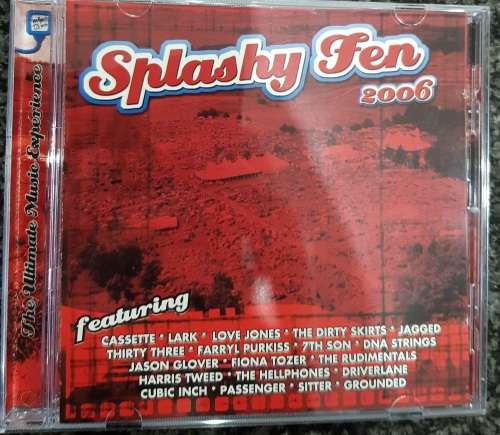 Splashy Fen
2006
The Ultimate Music Experience
featuring
CASSETTE * LARK * LOVE JONES * THE DIRTY SKIRTS * JAGGED
THIRTY THREE * FARRYL PURKISS * 7TH SON * DNA STRINGS
JASON GLOVER * FIONA TOZER * THE RUDIMENTALS
HARRIS TWEED * THE HELLPHONES * DRIVERLANE
CUBIC INCH * PASSENGER * SITTER * GROUNDED